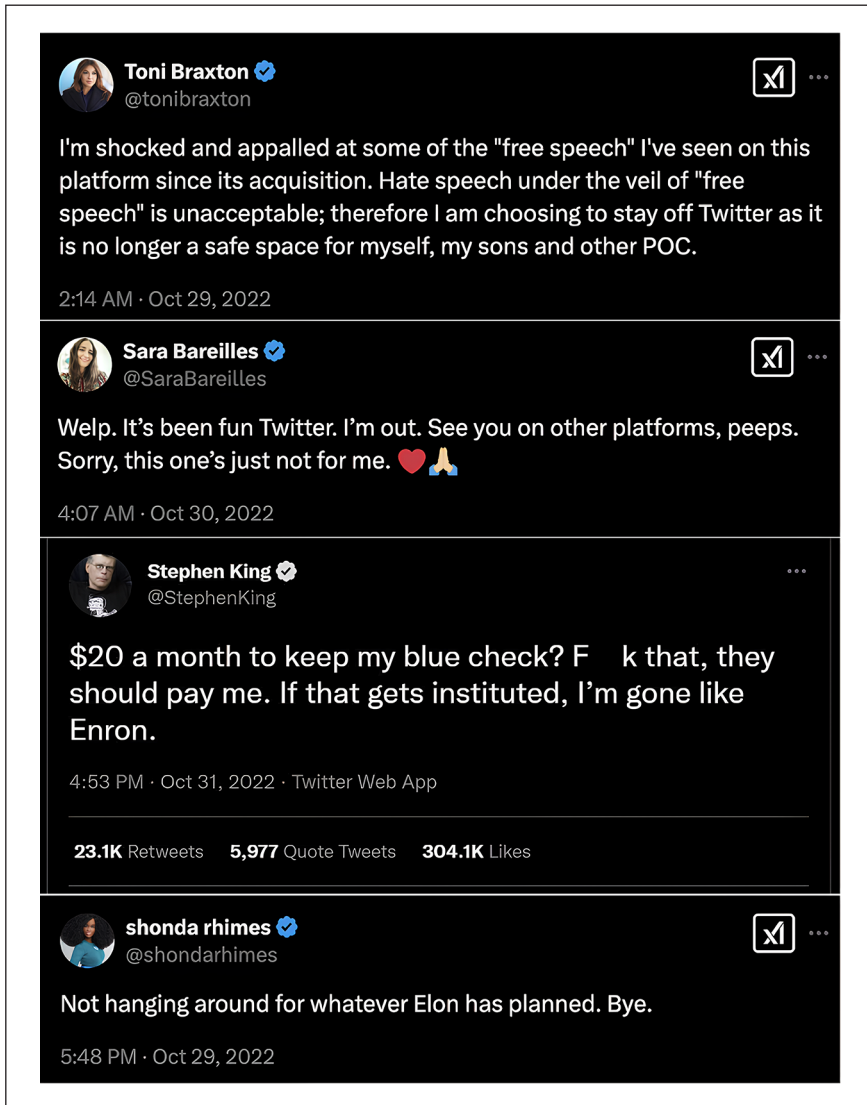 Toni Braxton
@tonibraxton
I'm shocked and appalled at some of the "free speech" I've seen on this
platform since its acquisition. Hate speech under the veil of "free
speech" is unacceptable; therefore I am choosing to stay off Twitter as it
is no longer a safe space for myself, my sons and other POC.
2:14 AM · Oct 29, 2022
Sara Bareilles
@SaraBareilles
Welp. It’s been fun Twitter. I’m out. See you on other platforms, peeps.
Sorry, this one’s just not for me. ❤️🙏🏼
4:07 AM · Oct 30, 2022
Stephen King
@StephenKing
$20 a month to keep my blue check? F k that, they
should pay me. If that gets instituted, I’m gone like
Enron.
4:53 PM · Oct 31, 2022 · Twitter Web App
23.1K Retweets 5,977 Quote Tweets 304.1K Likes
shonda rhimes
@shondarhimes
Not hanging around for whatever Elon has planned. Bye.
5:48 PM · Oct 29, 2022